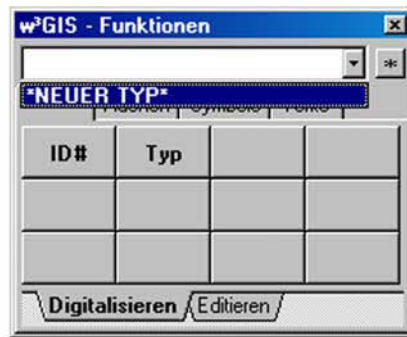 w³GIS - Funktionen
*
*NEUER TYP*
ID# Typ
Digitalisieren Editieren